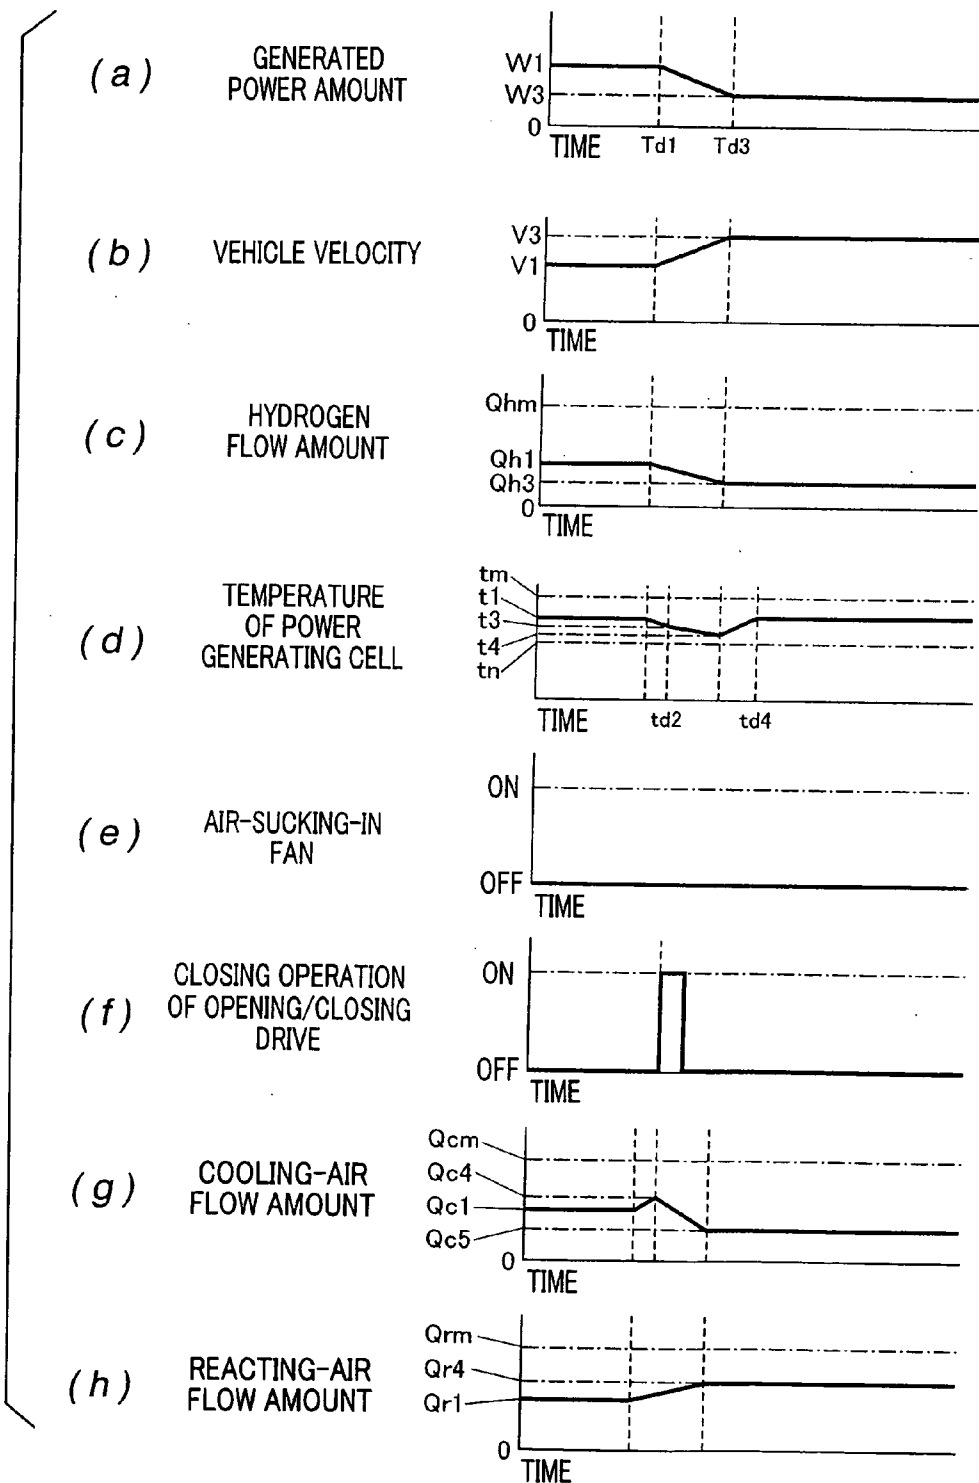 (a)
GENERATED
POWER AMOUNT
W1
W3
0
TIME
Td1
Td3
(b)
VEHICLE VELOCITY
V3
V1
0
TIME
(c)
HYDROGEN
FLOW AMOUNT
Qhm
Qh1
Qh3
0
TIME
(d)
TEMPERATURE
OF POWER
GENERATING CELL
tm
t1
t3
t4
tn
TIME
td2
td4
(e)
AIR-SUCKING-IN
FAN
ON
OFF
TIME
(f)
CLOSING OPERATION
OF OPENING/CLOSING
DRIVE
ON
OFF
TIME
(g)
COOLING-AIR
FLOW AMOUNT
Qcm
Qc4
Qc1
Qc5
0
TIME
(h)
REACTING-AIR
FLOW AMOUNT
Qrm
Qr4
Qr1
0
TIME